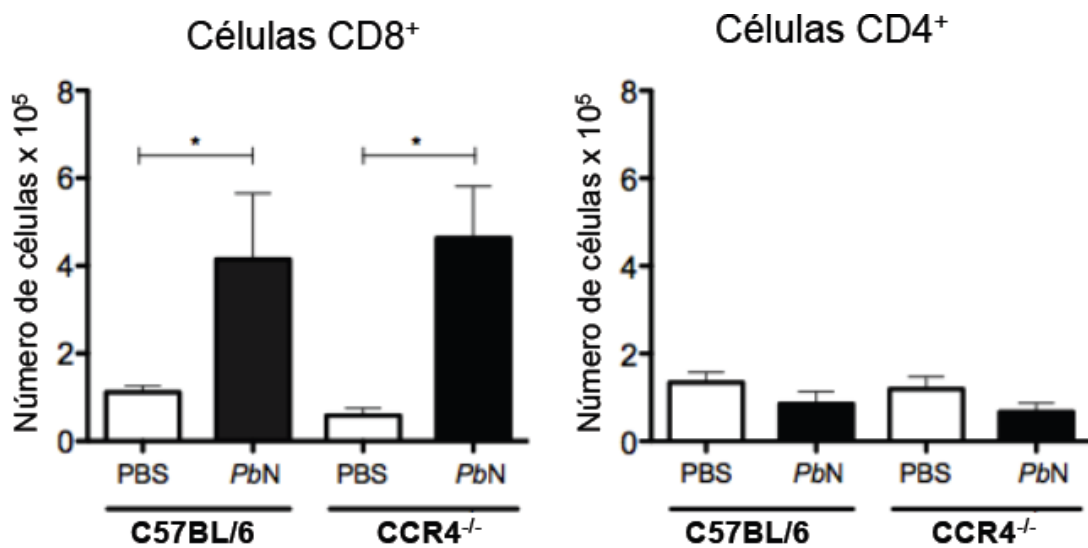 Células CD8⁺
Número de células x 10⁵
8
6
4
2
0
*
*
PBS
PbN
PBS
PbN
C57BL/6
CCR4⁻/⁻
Células CD4⁺
Número de células x 10⁵
8
6
4
2
0
PBS
PbN
PBS
PbN
C57BL/6
CCR4⁻/⁻